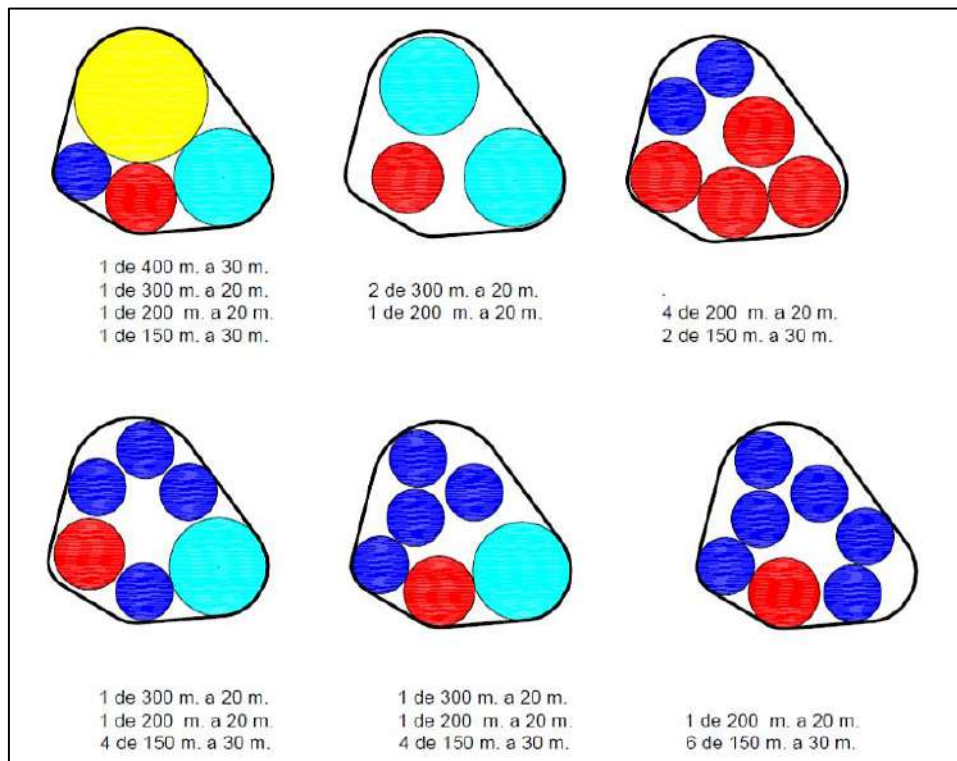 1 de 400 m. a 30 m.
1 de 300 m. a 20 m.
1 de 200 m. a 20 m.
1 de 150 m. a 30 m.
2 de 300 m. a 20 m.
1 de 200 m. a 20 m.
.
4 de 200 m. a 20 m.
2 de 150 m. a 30 m.
1 de 300 m. a 20 m.
1 de 200 m. a 20 m.
4 de 150 m. a 30 m.
1 de 300 m. a 20 m.
1 de 200 m. a 20 m.
4 de 150 m. a 30 m.
1 de 200 m. a 20 m.
6 de 150 m. a 30 m.